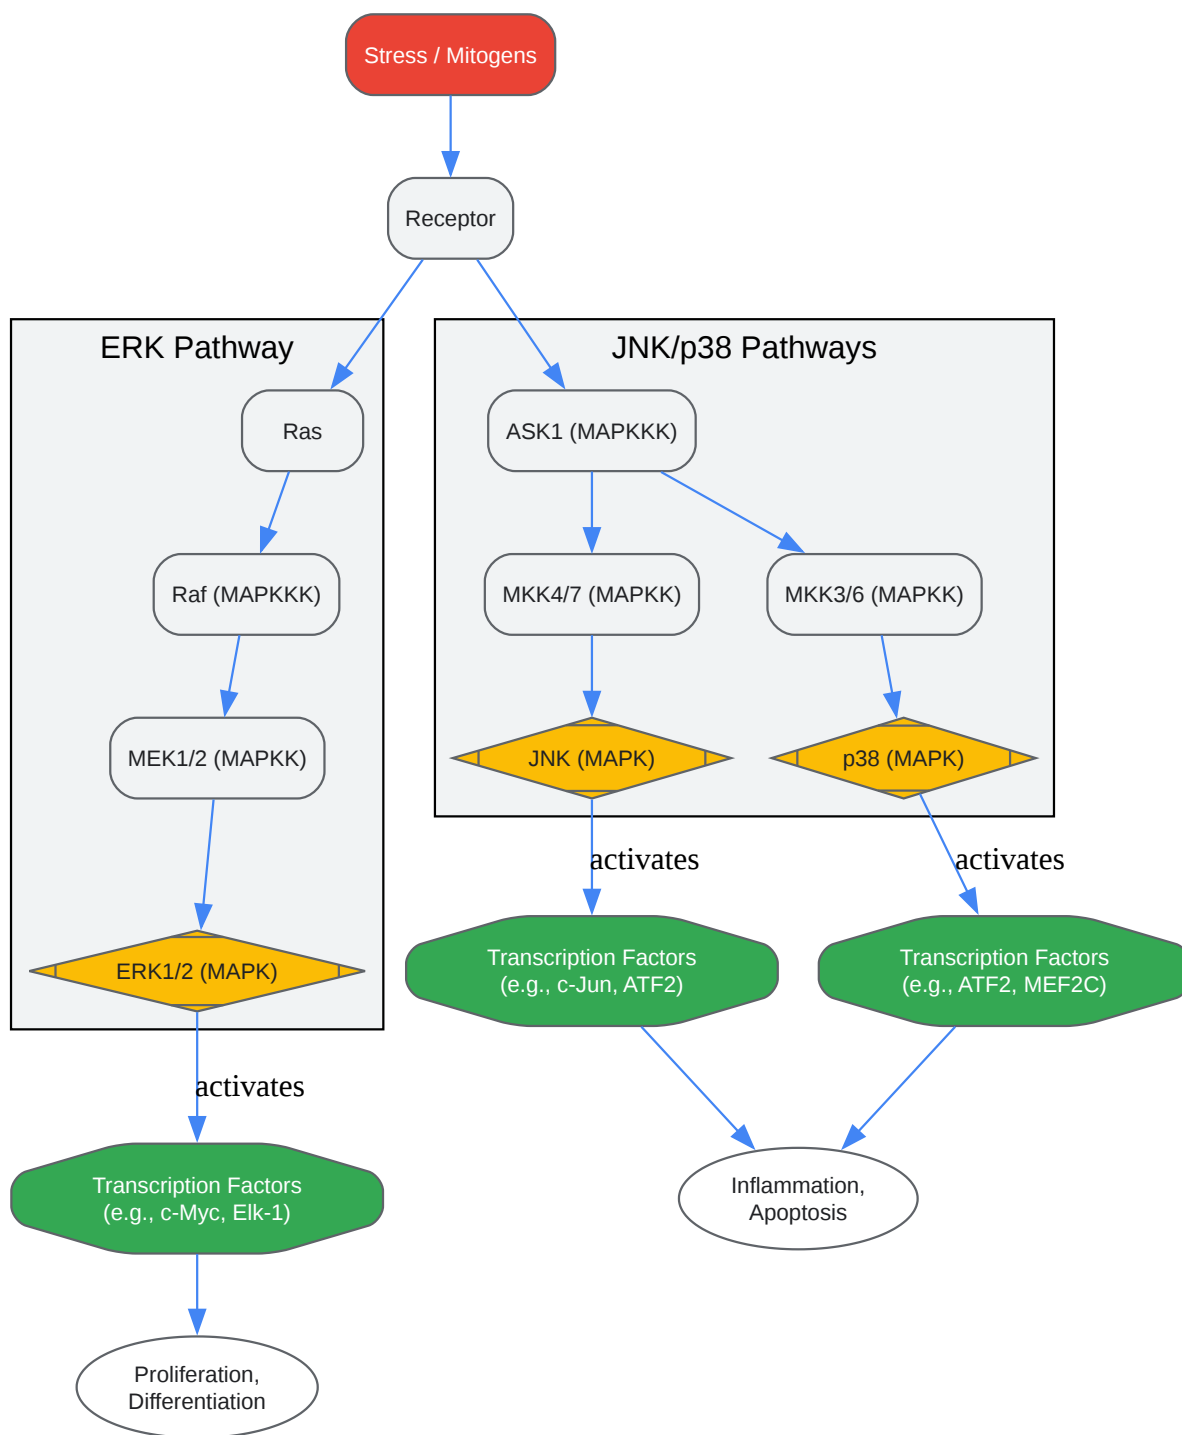 Stress / Mitogens
Receptor
ERK Pathway
JNK/p38 Pathways
Ras
ASK1 (MAPKKK)
Raf (MAPKKK)
MKK4/7 (MAPKK)
MKK3/6 (MAPKK)
MEK1/2 (MAPKK)
JNK (MAPK)
p38 (MAPK)
activates
activates
ERK1/2 (MAPK)
Transcription Factors
(e.g., c-Jun, ATF2)
Transcription Factors
(e.g., ATF2, MEF2C)
activates
Transcription Factors
(e.g., c-Myc, Elk-1)
Inflammation,
Apoptosis
Proliferation,
Differentiation